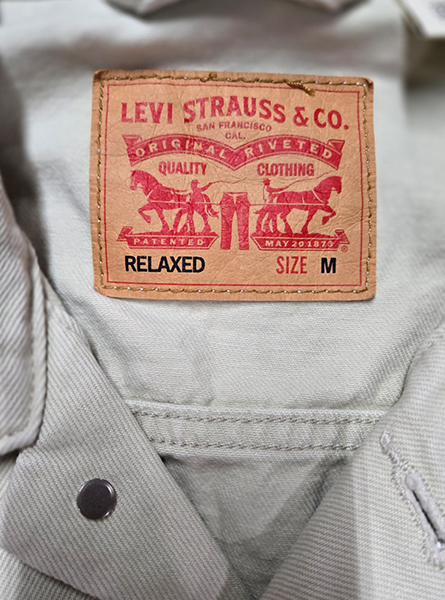 LEVI STRAUSS & CO.
SAN FRANCISCO
CAL.
ORIGINAL RIVETED
QUALITY CLOTHING
PATENTED MAY 20 1873
®
RELAXED SIZE M